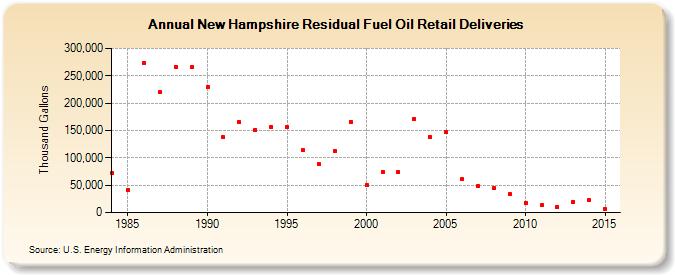 Annual New Hampshire Residual Fuel Oil Retail Deliveries
Thousand Gallons
300,000
250,000
200,000
150,000
100,000
50,000
0
1985 1990 1995 2000 2005 2010 2015
Source: U.S. Energy Information Administration